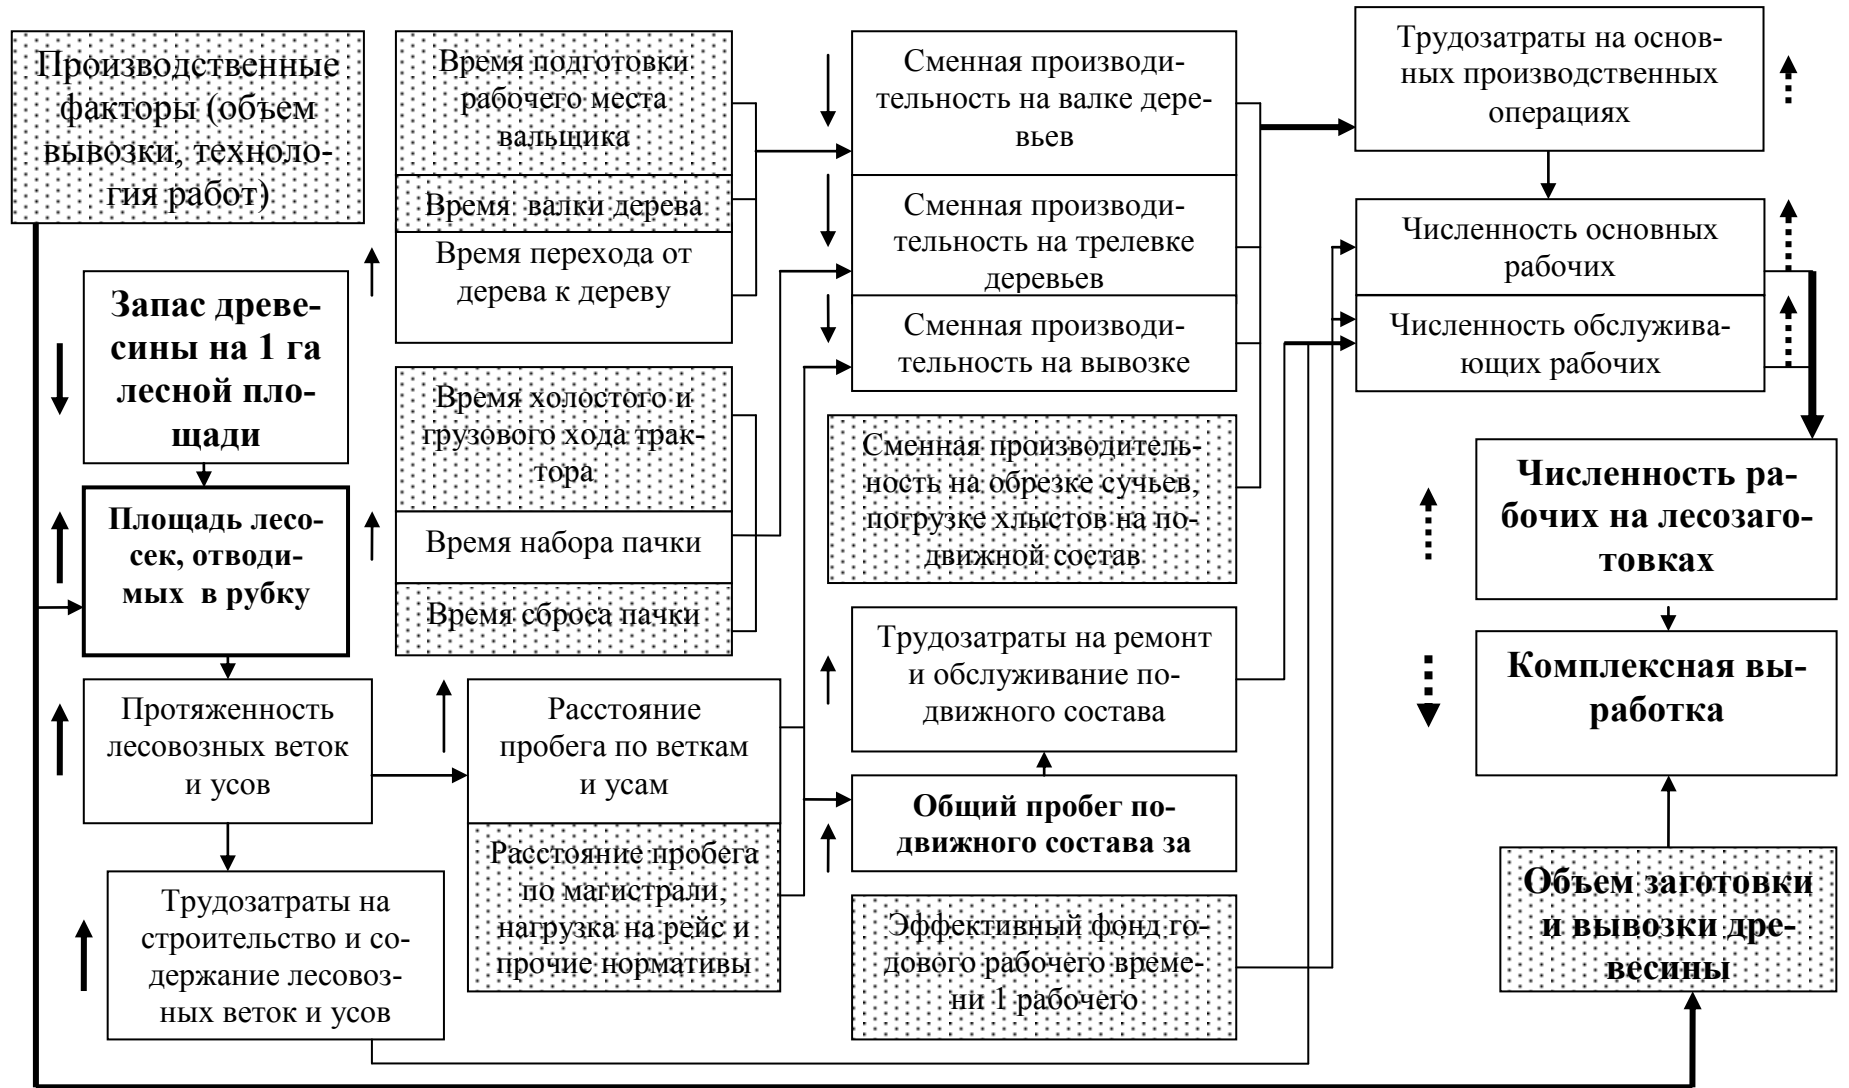 Производственные
факторы (объем
вывозки, техноло-
гия работ)
Запас древе-
сины на 1 га
лесной пло-
щади
Площадь лесо-
сек, отводи-
мых в рубку
Протяженность
лесовозных веток
и усов
Трудозатраты на
строительство и со-
держание лесовоз-
ных веток и усов
Время подготовки
рабочего места
вальщика
Время валки дерева
Время перехода от
дерева к дереву
Время холостого и
грузового хода трак-
тора
Время набора пачки
Время сброса пачки
Расстояние
пробега по веткам
и усам
Расстояние пробега
по магистрали,
нагрузка на рейс и
прочие нормативы
Сменная производи-
тельность на валке дере-
вьев
Сменная производи-
тельность на трелевке
деревьев
Сменная производи-
тельность на вывозке
Сменная производитель-
ность на обрезке сучьев,
погрузке хлыстов на по-
движной состав
Трудозатраты на ремонт
и обслуживание по-
движного состава
Общий пробег по-
движного состава за
Эффективный фонд го-
дового рабочего време-
ни 1 рабочего
Трудозатраты на основ-
ных производственных
операциях
Численность основных
рабочих
Численность обслужива-
ющих рабочих
Численность ра-
бочих на лесозаго-
товках
Комплексная вы-
работка
Объем заготовки
и вывозки дре-
весины